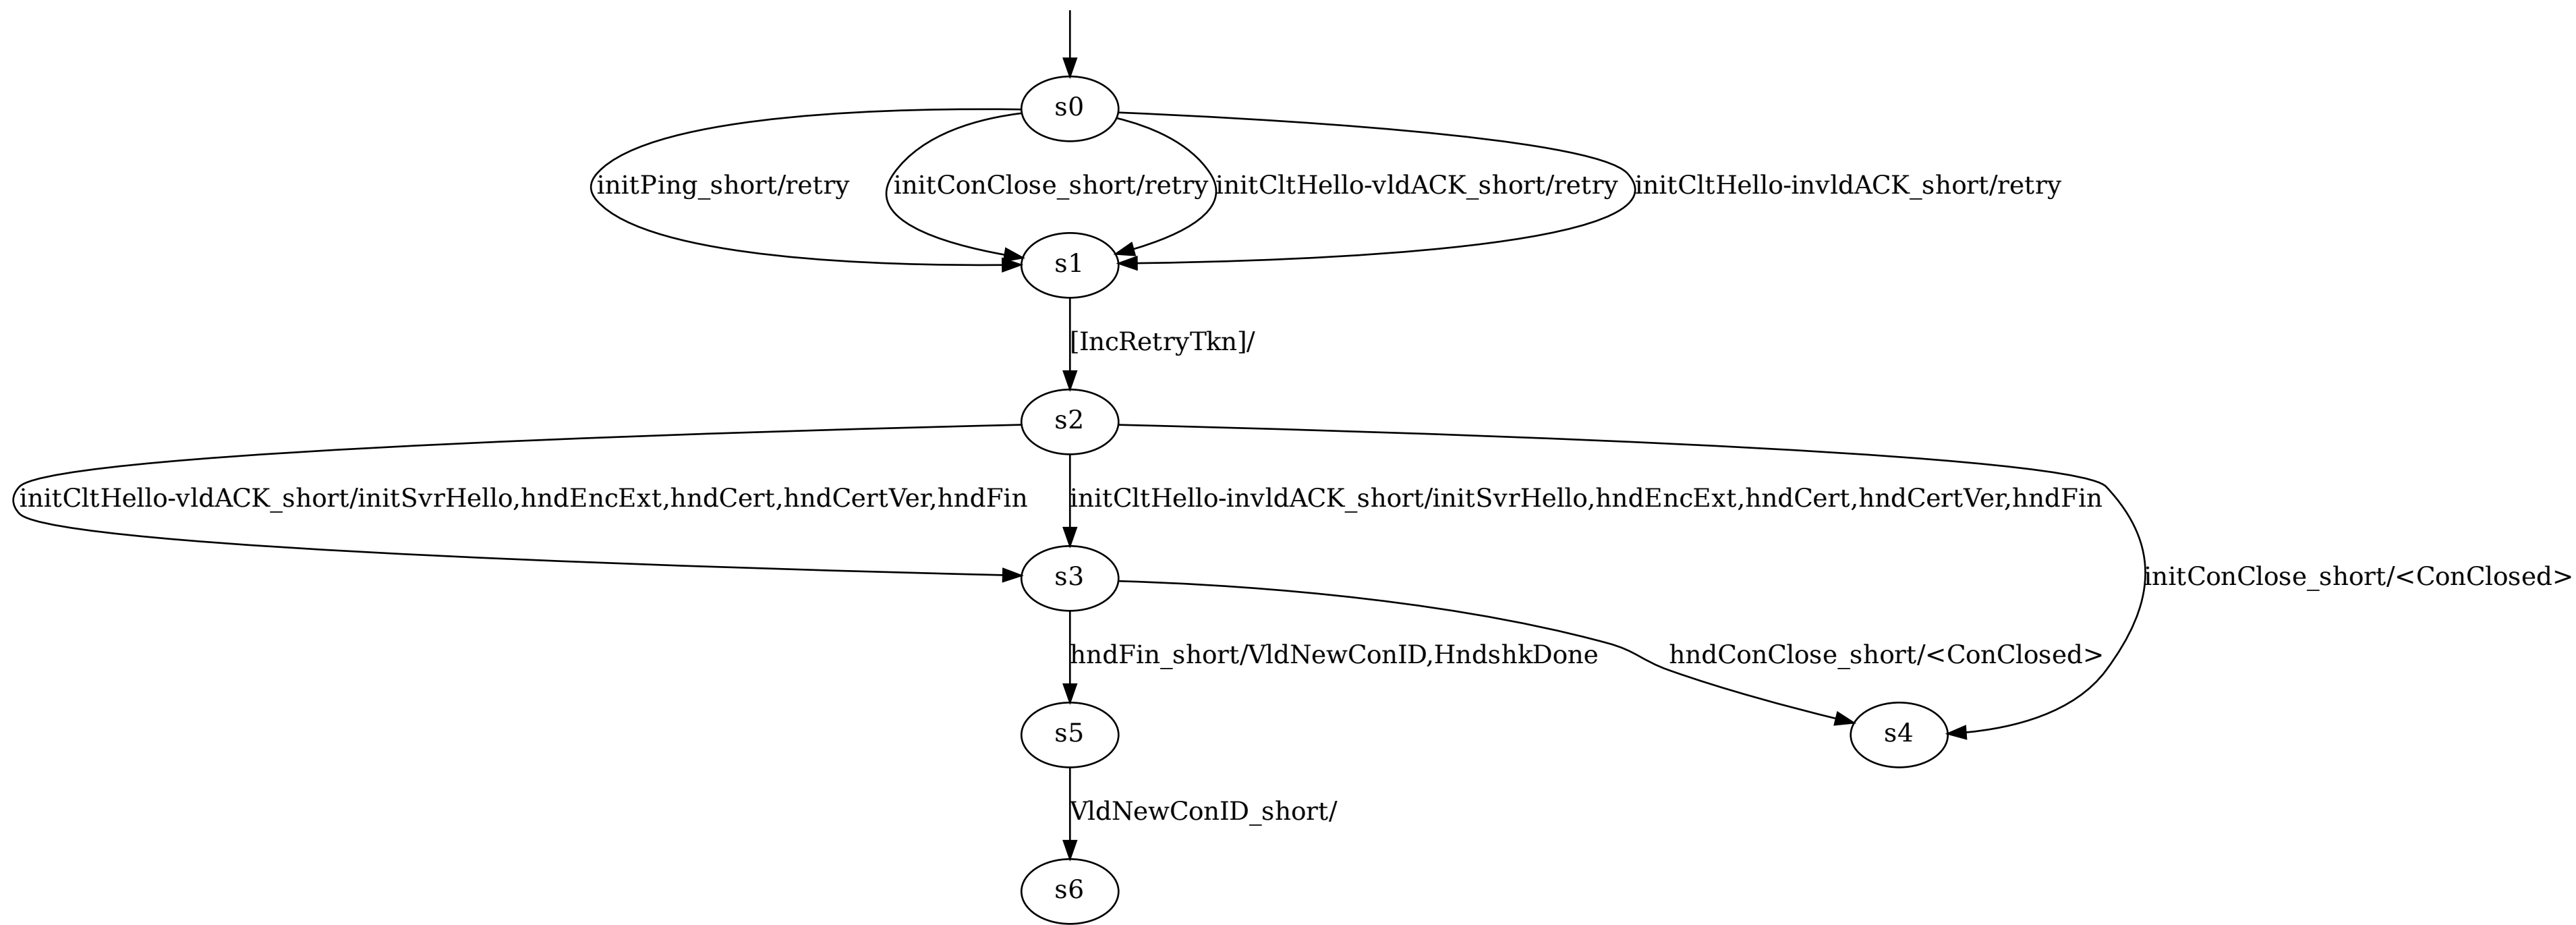 s0
initPing_short/retry
initConClose_short/retry
initCltHello-vldACK_short/retry
initCltHello-invldACK_short/retry
s1
[IncRetryTkn]/
s2
initCltHello-vldACK_short/initSvrHello,hndEncExt,hndCert,hndCertVer,hndFin
initCltHello-invldACK_short/initSvrHello,hndEncExt,hndCert,hndCertVer,hndFin
s3
initConClose_short/<ConClosed>
hndFin_short/VldNewConID,HndshkDone
hndConClose_short/<ConClosed>
s5
s4
VldNewConID_short/
s6